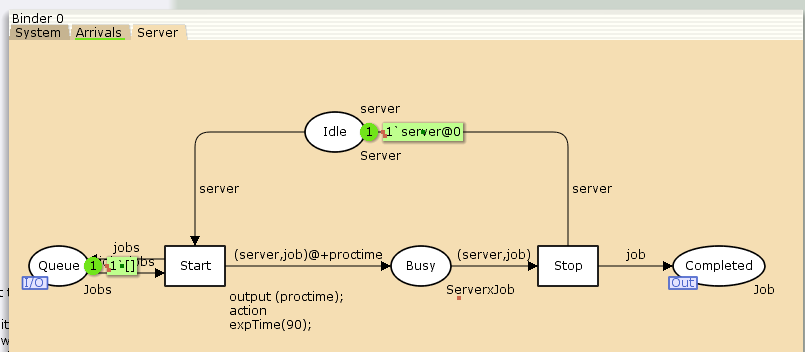 Binder 0
System Arrivals Server
server
Idle 1 1`server@0
Server
server
server
jobs
(server,job)@+proctime
(server,job)
job
Queue 1 1`[]
Start
Busy
Stop
Completed
I/O
Jobs
output (proctime);
action
expTime(90);
ServerxJob
Out
Job